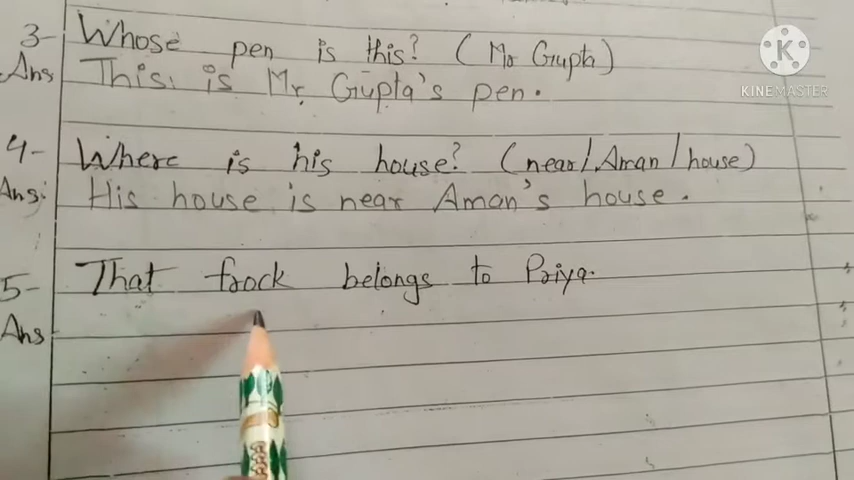 3- Whose pen is this? (Mr Gupta)
Ans This is Mr. Gupta's pen.
4- Where is his house? (near/Aman/house)
Ans: His house is near Aman's house.
5- That frock belongs to Priya.
Ans
K
KINEMASTER